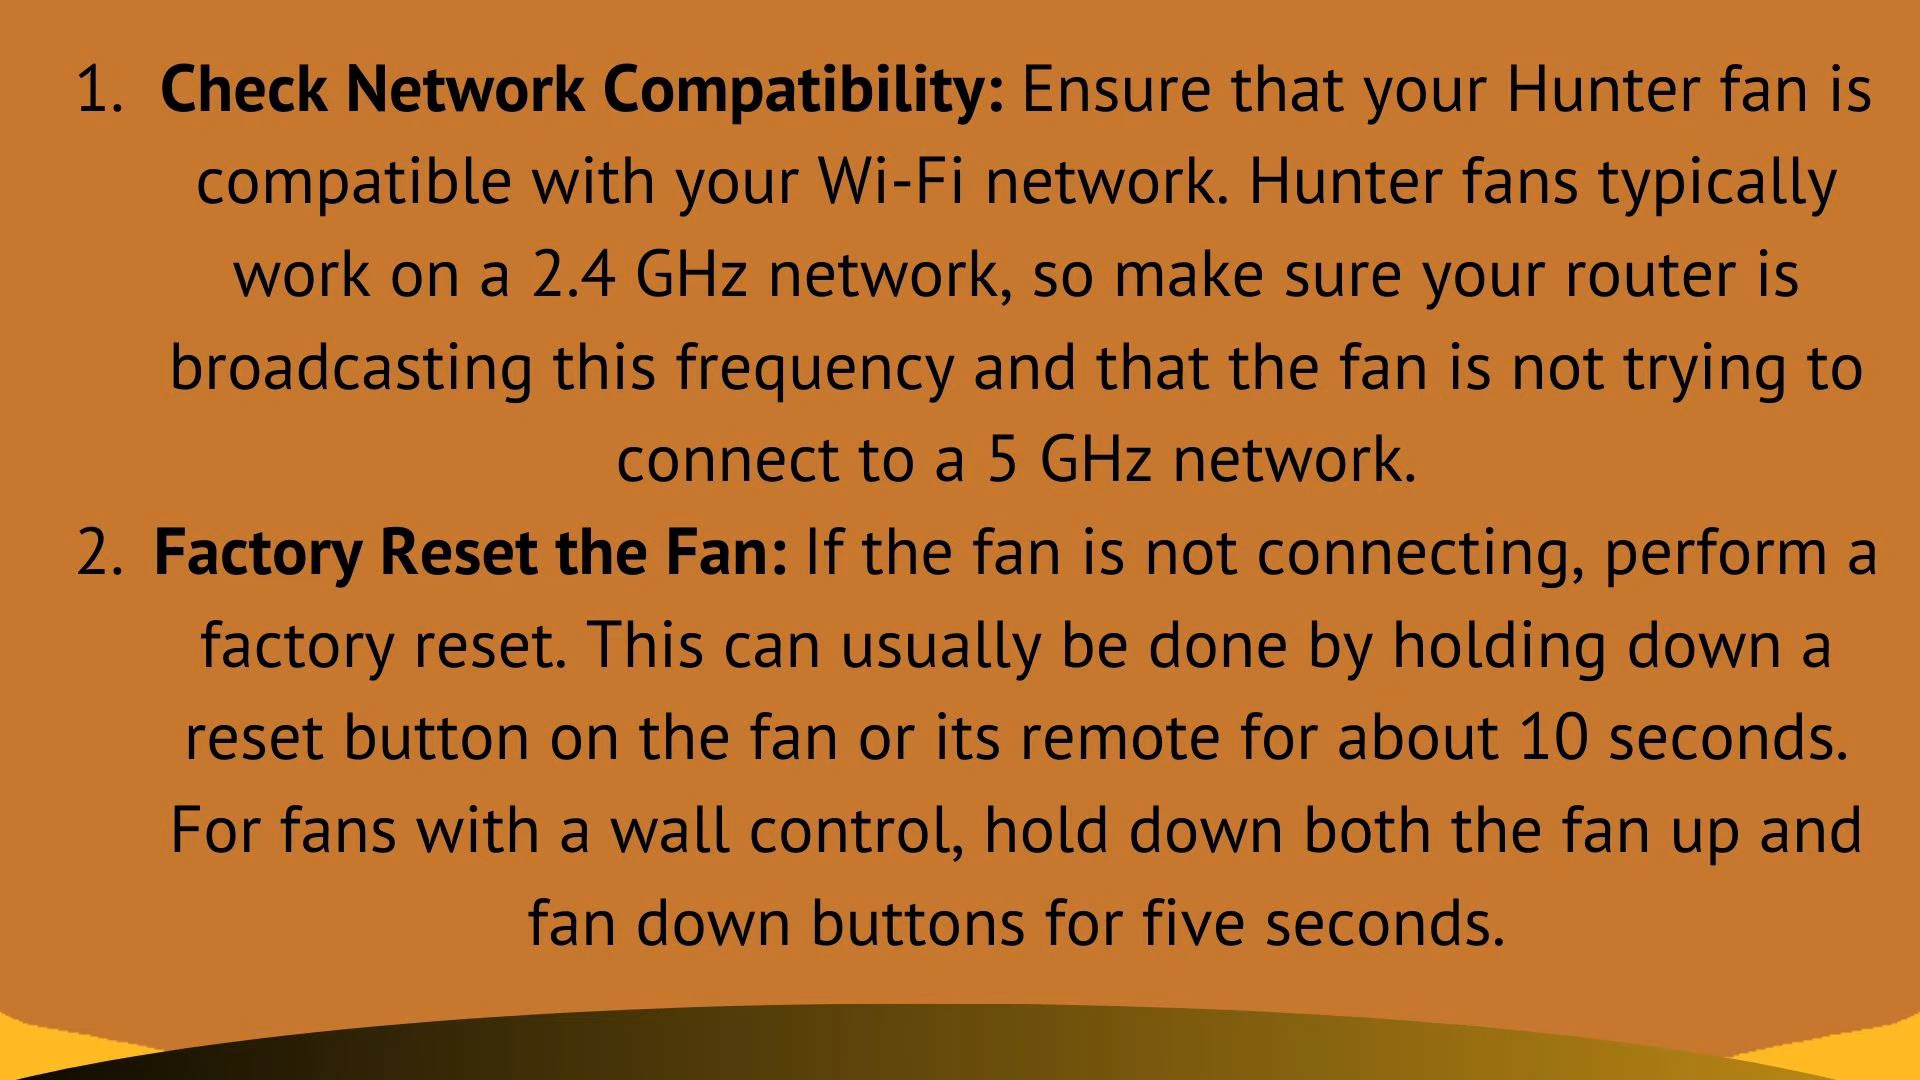 1. Check Network Compatibility: Ensure that your Hunter fan is
compatible with your Wi-Fi network. Hunter fans typically
work on a 2.4 GHz network, so make sure your router is
broadcasting this frequency and that the fan is not trying to
connect to a 5 GHz network.
2. Factory Reset the Fan: If the fan is not connecting, perform a
factory reset. This can usually be done by holding down a
reset button on the fan or its remote for about 10 seconds.
For fans with a wall control, hold down both the fan up and
fan down buttons for five seconds.